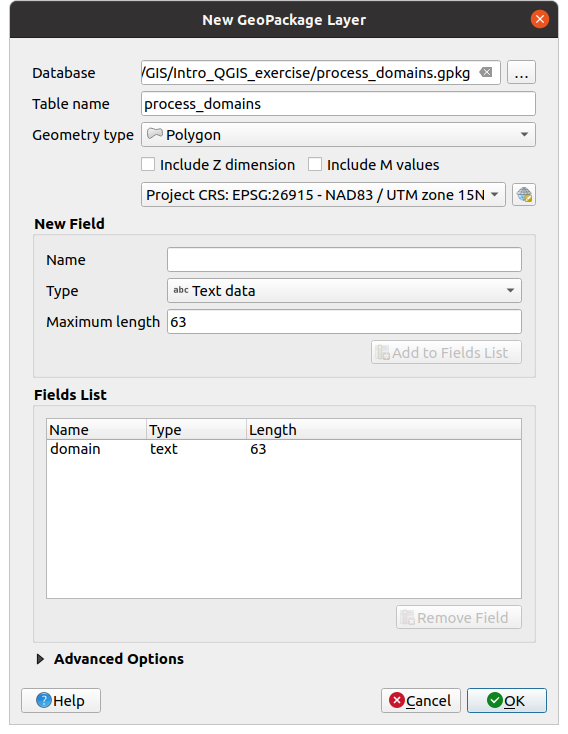 New GeoPackage Layer
Database /GIS/Intro_QGIS_exercise/process_domains.gpkg ...
Table name process_domains
Geometry type Polygon
Include Z dimension Include M values
Project CRS: EPSG:26915 - NAD83 / UTM zone 15N
New Field
Name
Type abc Text data
Maximum length 63
Add to Fields List
Fields List
Name Type Length
domain text 63
Remove Field
Advanced Options
Help Cancel OK